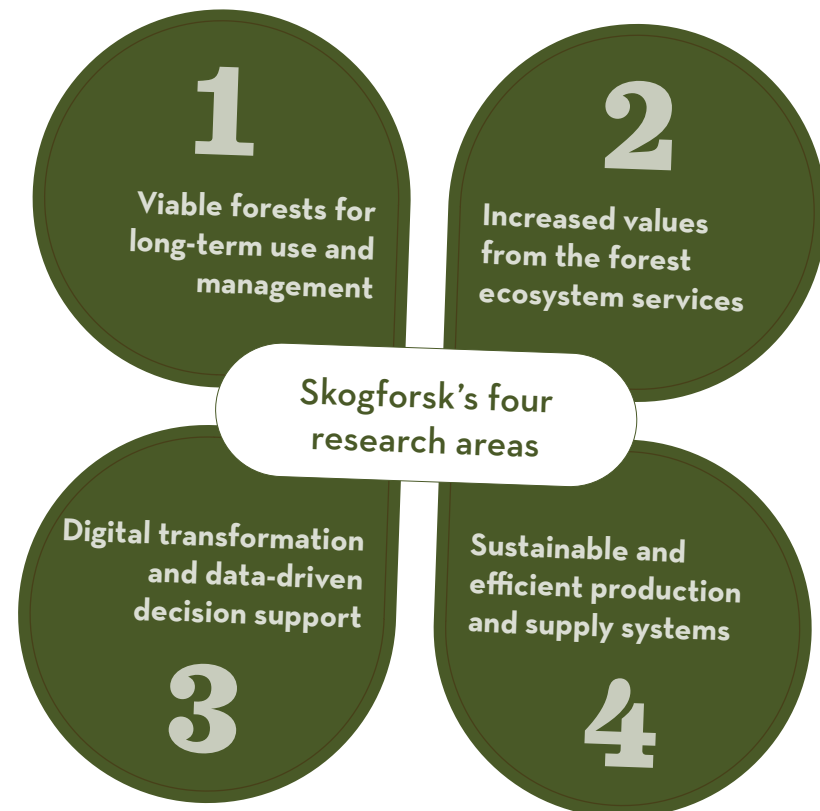 1
Viable forests for
long-term use and
management
2
Increased values
from the forest
ecosystem services
Skogforsk’s four
research areas
Digital transformation
and data-driven
decision support
3
Sustainable and
efficient production
and supply systems
4